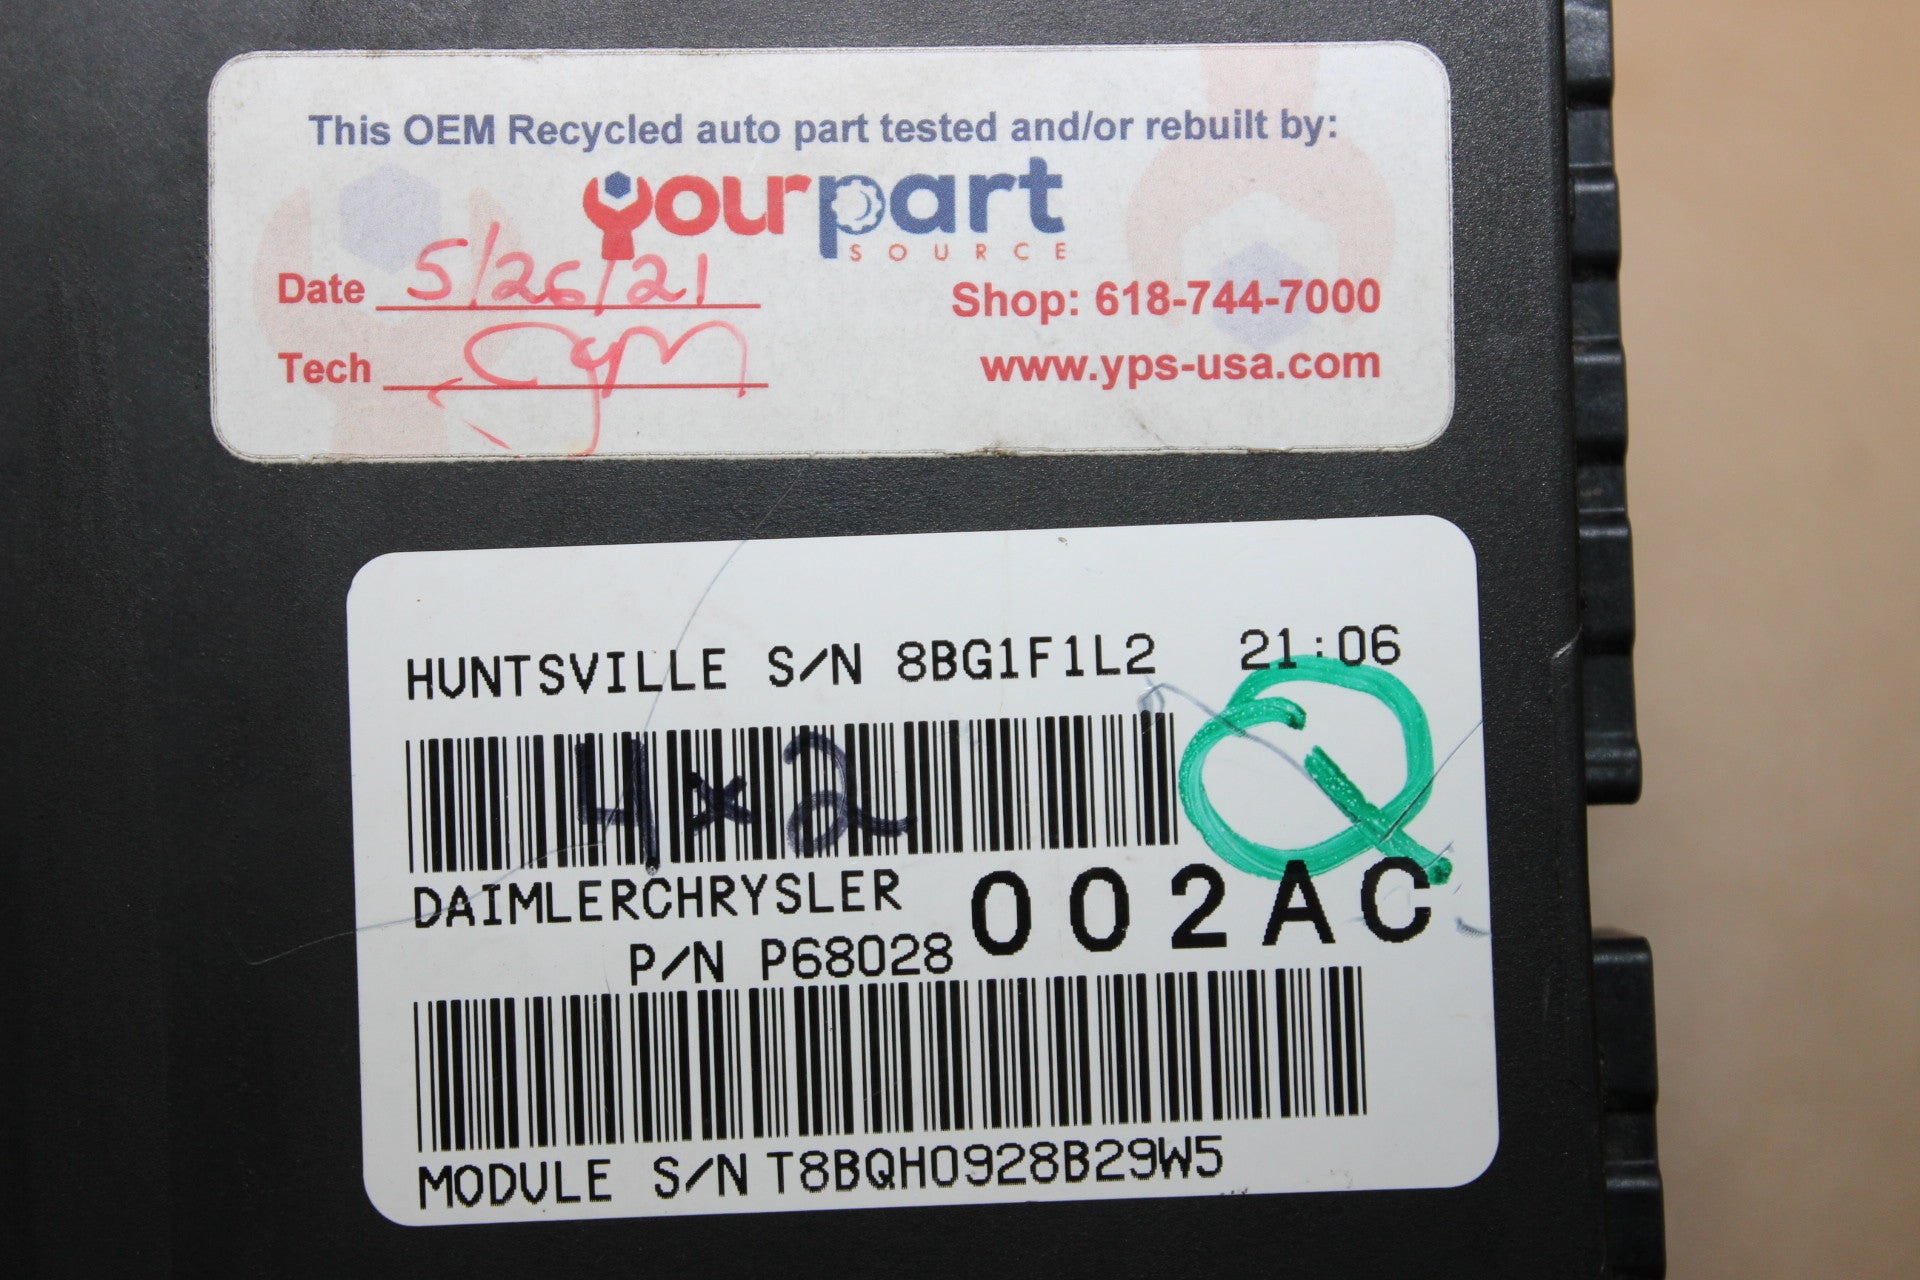 This OEM Recycled auto part tested and/or rebuilt by:
yourpart
SOURCE
Date 5/26/21
Shop: 618-744-7000
Tech
www.yps-usa.com
HUNTSVILLE S/N 8BG1F1L2 21:06
4x2
DAIMLERCHRYSLER
P/N P68028 002AC
MODULE S/N T8BQH0928B29W5